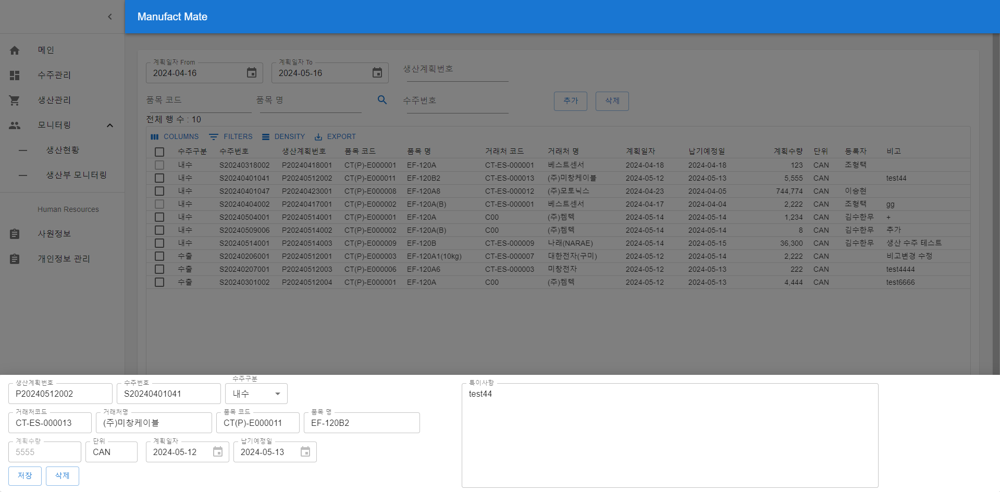 Manufact Mate
메인
수주관리
생산관리
모니터링
생산현황
생산부 모니터링
Human Resources
사원정보
개인정보 관리
계획일자 From 계획일자 To
2024-04-16 2024-05-16 생산계획번호
품목 코드 품목 명 수주번호 추가 삭제
전체 행 수 : 10
COLUMNS FILTERS DENSITY EXPORT
수주구분 수주번호 생산계획번호 품목 코드 품목 명 거래처 코드 거래처 명 계획일자 납기예정일 계획수량 단위 등록자 비고
내수 S20240318002 P20240418001 CT(P)-E000001 EF-120A CT-ES-000001 베스트센서 2024-04-18 2024-04-18 123 CAN 조형택
내수 S20240401041 P20240512002 CT(P)-E000011 EF-120B2 CT-ES-000013 (주)미창케이블 2024-05-12 2024-05-13 5,555 CAN test44
내수 S20240401047 P20240423001 CT(P)-E000008 EF-120A8 CT-ES-000012 (주)모토닉스 2024-04-23 2024-04-05 744,774 CAN 이승현
내수 S20240404002 P20240417001 CT(P)-E000002 EF-120A(B) CT-ES-000001 베스트센서 2024-04-17 2024-04-04 2,222 CAN 조형택 gg
내수 S20240504001 P20240514001 CT(P)-E000001 EF-120A C00 (주)켐텍 2024-05-14 2024-05-14 1,234 CAN 김수한무 +
내수 S20240509006 P20240514002 CT(P)-E000002 EF-120A(B) C00 (주)켐텍 2024-05-14 2024-05-14 8 CAN 김수한무 추가
내수 S20240514001 P20240514003 CT(P)-E000009 EF-120B CT-ES-000009 나래(NARAE) 2024-05-14 2024-05-15 36,300 CAN 김수한무 생산 수주 테스트
수출 S20240206001 P20240512001 CT(P)-E000003 EF-120A1(10kg) CT-ES-000007 대한전자(구미) 2024-05-12 2024-05-14 2,222 CAN 비고변경 수정
수출 S20240207001 P20240512003 CT(P)-E000006 EF-120A6 CT-ES-000003 미창전자 2024-05-12 2024-05-13 222 CAN test4444
수출 S20240301002 P20240512004 CT(P)-E000001 EF-120A C00 (주)켐텍 2024-05-12 2024-05-13 4,444 CAN test6666
생산계획번호 수주번호 수주구분
P20240512002 S20240401041 내수
거래처코드 거래처명 품목 코드 품목 명
CT-ES-000013 (주)미창케이블 CT(P)-E000011 EF-120B2
계획수량 단위 계획일자 납기예정일
5555 CAN 2024-05-12 2024-05-13
저장 삭제
특이사항
test44